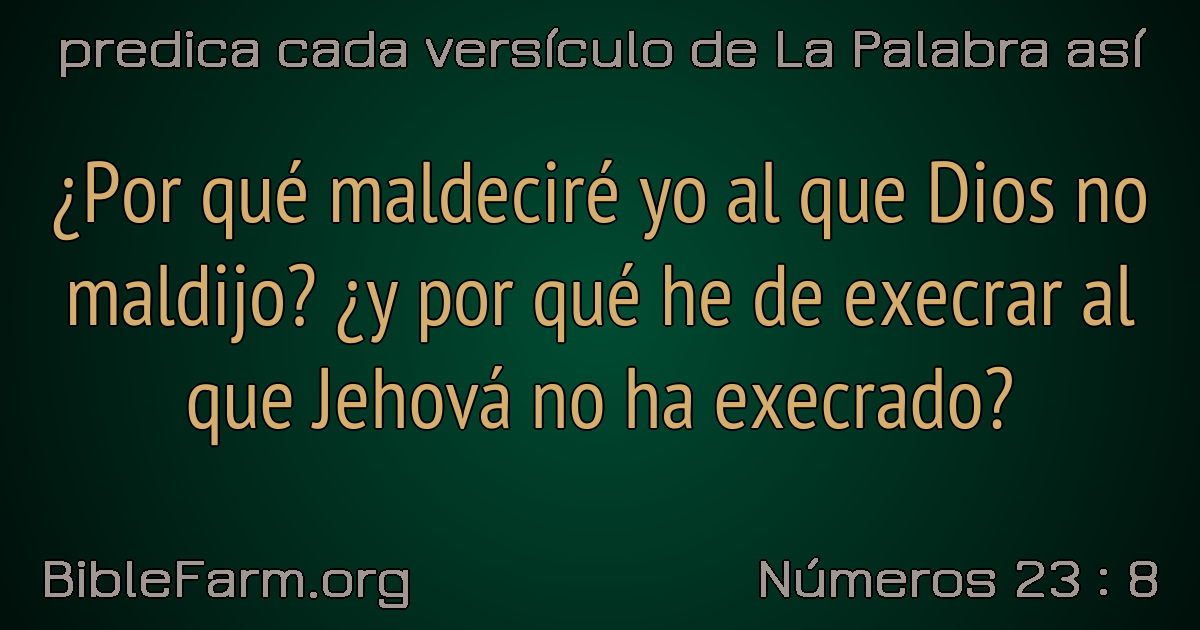 predica cada versículo de La Palabra así
¿Por qué maldeciré yo al que Dios no
maldijo? ¿y por qué he de execrar al
que Jehová no ha execrado?
BibleFarm.org
Números 23 : 8